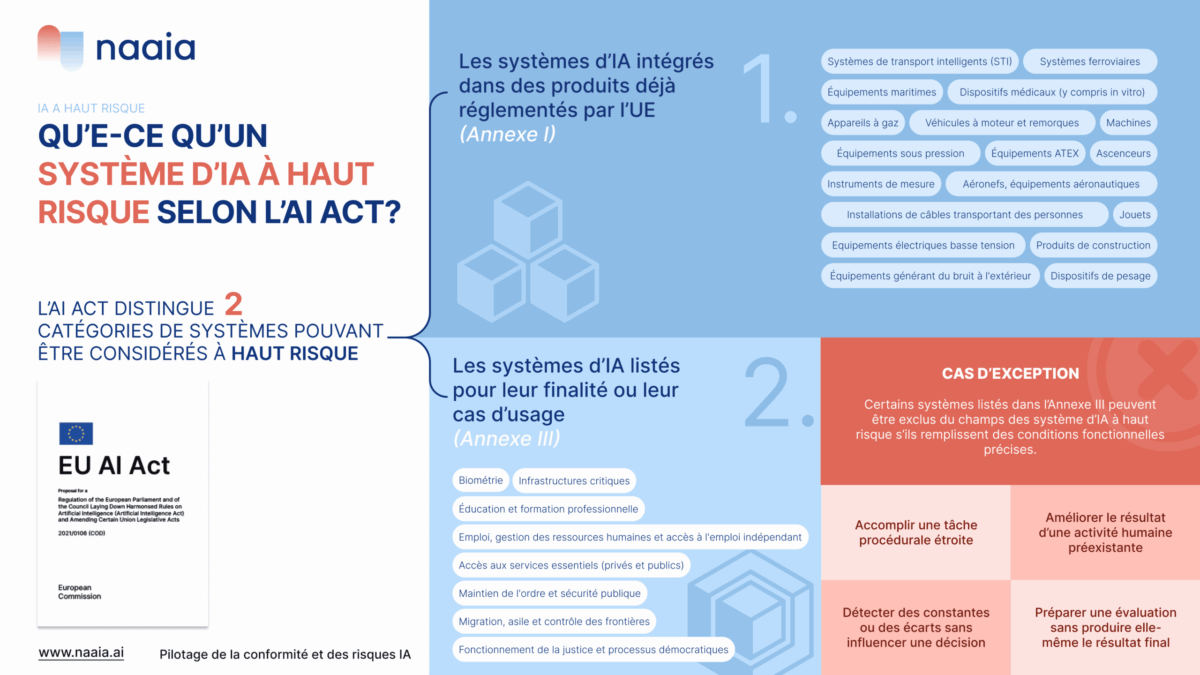 naaia
IA A HAUT RISQUE
QU'E-CE QU'UN
SYSTÈME D'IA À HAUT
RISQUE SELON L'AI ACT?
L'AI ACT DISTINGUE 2
CATÉGORIES DE SYSTÈMES POUVANT
ÊTRE CONSIDÉRÉS À HAUT RISQUE
EU AI Act
Proposal for a
Regulation of the European Parliament and of
the Council Laying Down Harmonsed Rules on
Artificial Intelligence (Artificial Intelligence Act)
and Amending Certain Union Legislative Acts
2021/0106 (COD)
European
Commission
www.naaia.ai
Pilotage de la conformité et des risques IA
Les systèmes d'IA intégrés
dans des produits déjà
réglementés par l'UE
(Annexe I)
1.
Systèmes de transport intelligents (STI)
Systèmes ferroviaires
Équipements maritimes
Dispositifs médicaux (y compris in vitro)
Appareils à gaz
Véhicules à moteur et remorques
Machines
Équipements sous pression
Équipements ATEX
Ascenceurs
Instruments de mesure
Aéronefs, équipements aéronautiques
Installations de câbles transportant des personnes
Jouets
Equipements électriques basse tension
Produits de construction
Équipements générant du bruit à l'extérieur
Dispositifs de pesage
Les systèmes d'IA listés
pour leur finalité ou leur
cas d'usage
(Annexe III)
2.
Biométrie
Infrastructures critiques
Éducation et formation professionnelle
Emploi, gestion des ressources humaines et accès à l'emploi indépendant
Accès aux services essentiels (privés et publics)
Maintien de l'ordre et sécurité publique
Migration, asile et contrôle des frontières
Fonctionnement de la justice et processus démocratiques
CAS D'EXCEPTION
Certains systèmes listés dans l'Annexe III peuvent
être exclus du champs des système d'IA à haut
risque s'ils remplissent des conditions fonctionnelles
précises.
Accomplir une tâche
procédurale étroite
Améliorer le résultat
d'une activité humaine
préexistante
Détecter des constantes
ou des écarts sans
influencer une décision
Préparer une évaluation
sans produire elle-
même le résultat final